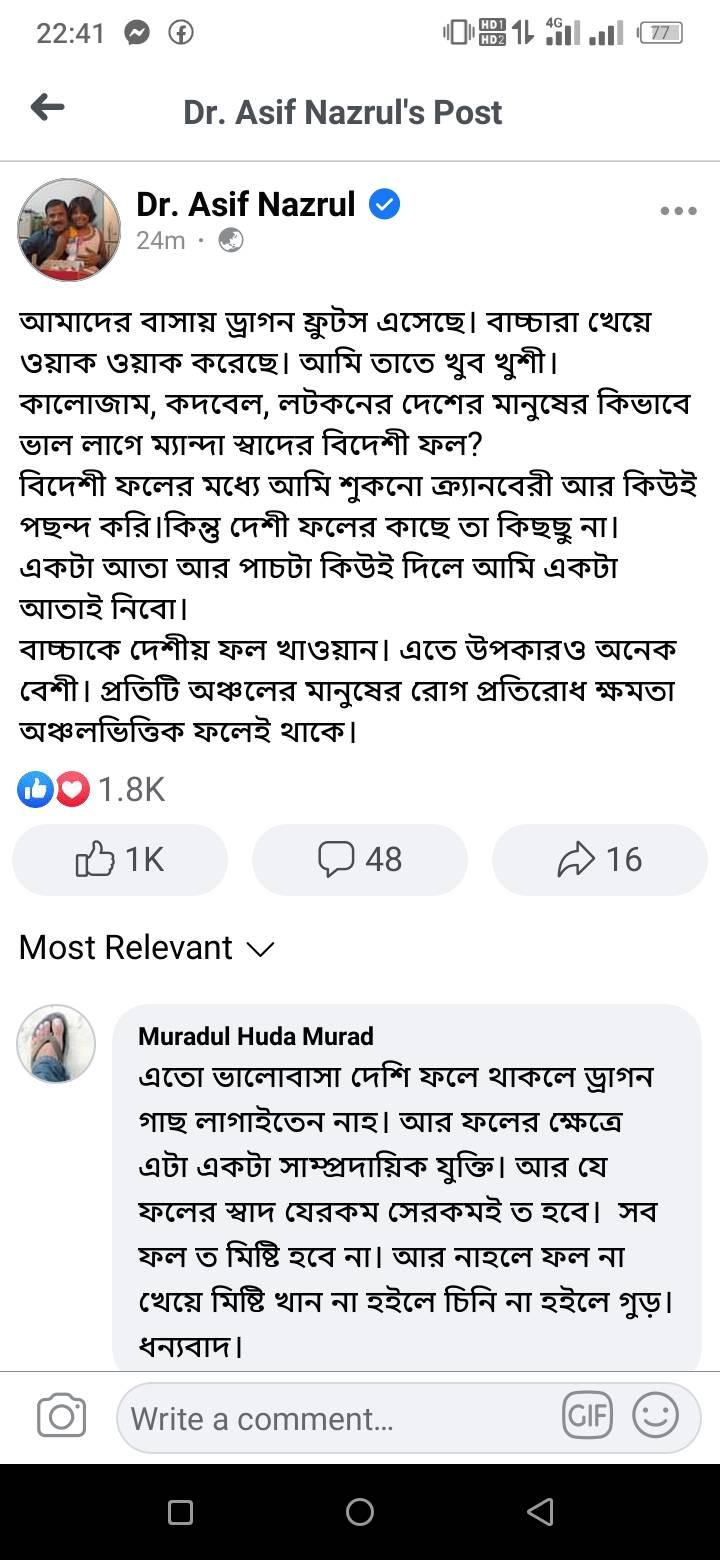 22:41
HD1
HD2
4G
77
Dr. Asif Nazrul's Post
Dr. Asif Nazrul
24m ·
আমাদের বাসায় ড্রাগন ফ্রুটস এসেছে। বাচ্চারা খেয়ে
ওয়াক ওয়াক করেছে। আমি তাতে খুব খুশী।
কালোজাম, কদবেল, লটকনের দেশের মানুষের কিভাবে
ভাল লাগে ম্যান্দা স্বাদের বিদেশী ফল?
বিদেশী ফলের মধ্যে আমি শুকনো ক্র্যানবেরী আর কিউই
পছন্দ করি।কিন্তু দেশী ফলের কাছে তা কিছছু না।
একটা আতা আর পাচটা কিউই দিলে আমি একটা
আতাই নিবো।
বাচ্চাকে দেশীয় ফল খাওয়ান। এতে উপকারও অনেক
বেশী। প্রতিটি অঞ্চলের মানুষের রোগ প্রতিরোধ ক্ষমতা
অঞ্চলভিত্তিক ফলেই থাকে।
1.8K
1K
48
16
Most Relevant
Muradul Huda Murad
এতো ভালোবাসা দেশি ফলে থাকলে ড্রাগন
গাছ লাগাইতেন নাহ। আর ফলের ক্ষেত্রে
এটা একটা সাম্প্রদায়িক যুক্তি। আর যে
ফলের স্বাদ যেরকম সেরকমই ত হবে। সব
ফল ত মিষ্টি হবে না। আর নাহলে ফল না
খেয়ে মিষ্টি খান না হইলে চিনি না হইলে গুড়।
ধন্যবাদ।
Write a comment...
GIF